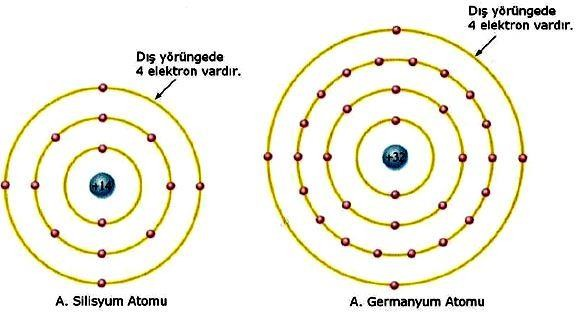 Dış yörüngede
4 elektron vardır.
+14
A. Silisyum Atomu
Dış yörüngede
4 elektron vardır.
+32
A. Germanyum Atomu